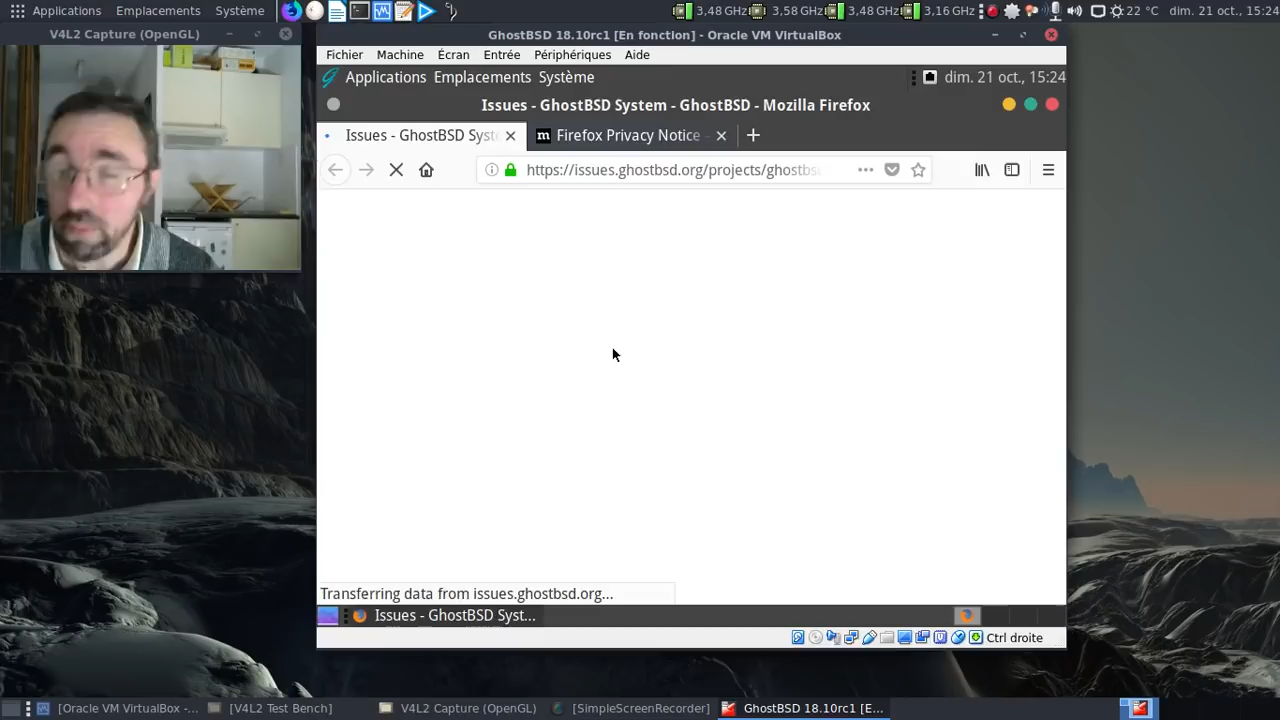 Applications Emplacements Système 3,48 GHz 3,58 GHz 3,48 GHz 3,16 GHz 22 °C dim. 21 oct., 15:24
V4L2 Capture (OpenGL)
GhostBSD 18.10rc1 [En fonction] - Oracle VM VirtualBox
Fichier Machine Écran Entrée Périphériques Aide
Applications Emplacements Système dim. 21 oct., 15:24
Issues - GhostBSD System - GhostBSD - Mozilla Firefox
Issues - GhostBSD Syst m Firefox Privacy Notice -
https://issues.ghostbsd.org/projects/ghostbs
Transferring data from issues.ghostbsd.org...
Issues - GhostBSD Syst...
Ctrl droite
[Oracle VM VirtualBox -... [V4L2 Test Bench] V4L2 Capture (OpenGL) [SimpleScreenRecorder] GhostBSD 18.10rc1 [E...